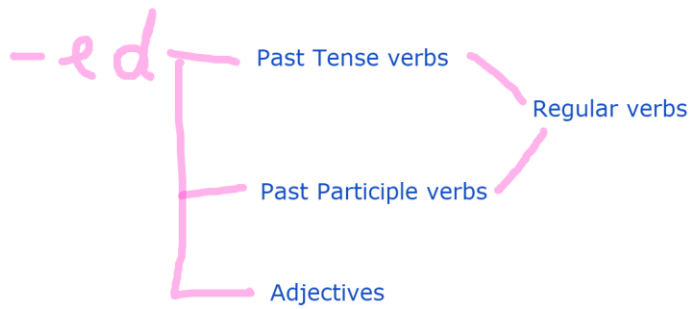 -ed
Past Tense verbs
Regular verbs
Past Participle verbs
Adjectives